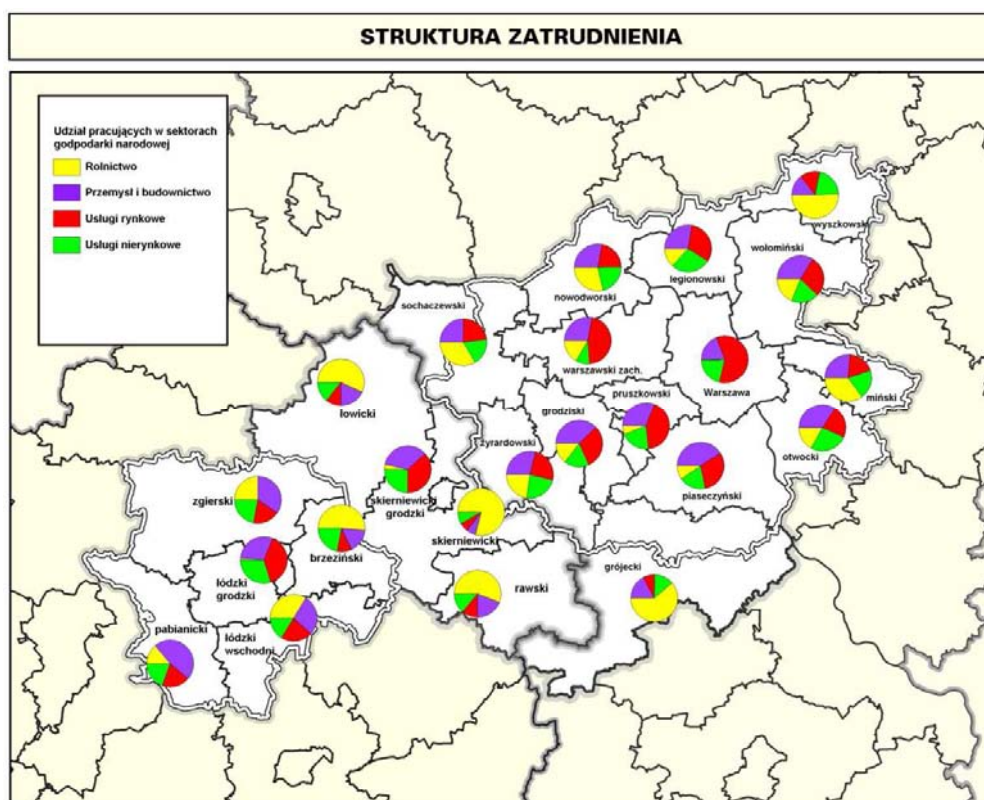 STRUKTURA ZATRUDNIENIA
Udział pracujących w sektorach
gdpodarki narodowej
Rolnictwo
Przemysł i budownictwo
Usługi rynkowe
Usługi nierynkowe
wyszkowski
wołomiński
legionowski
nowodworski
sochaczewski
warszawski zach.
Warszawa
miński
łowicki
pruszkowski
grodziski
żyrardowski
otwocki
piaseczyński
zgierski
skierniewicki
grodzki
skierniewicki
brzeziński
łódzki
grodzki
rawski
grójecki
pabianicki
łódzki
wschodni